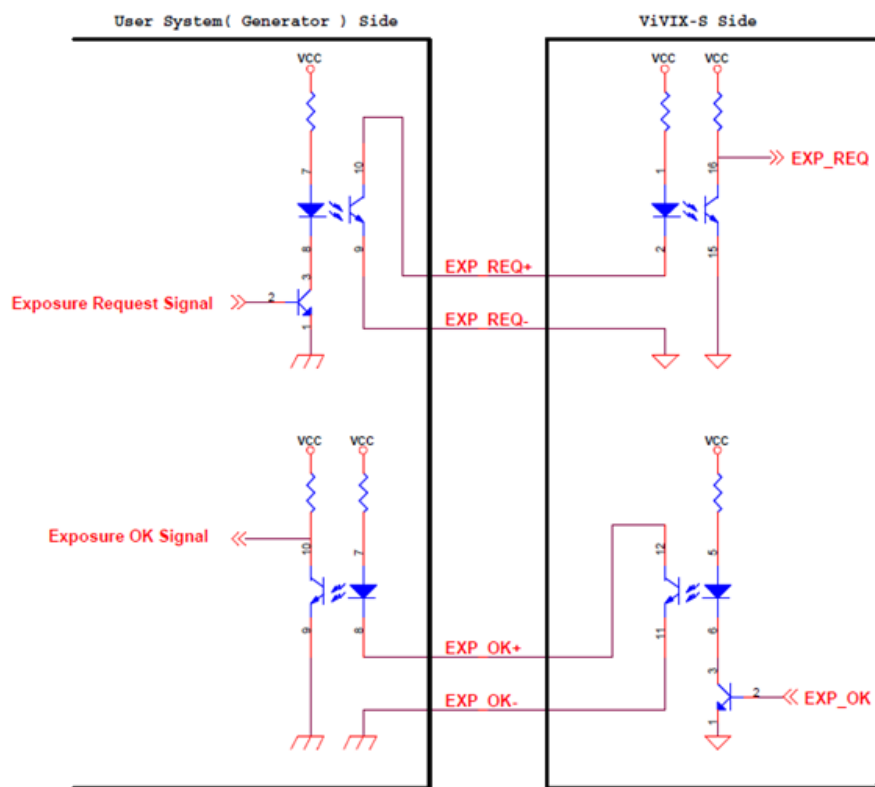 User System( Generator ) Side
ViVIX-S Side
VCC
VCC
VCC
7
10
1
16
EXP_REQ
8
9
2
15
EXP_REQ+
3
Exposure Request Signal
2
1
EXP_REQ-
VCC
VCC
VCC
Exposure OK Signal
10
7
12
5
9
8
11
6
EXP_OK+
3
EXP_OK-
2
EXP_OK
1